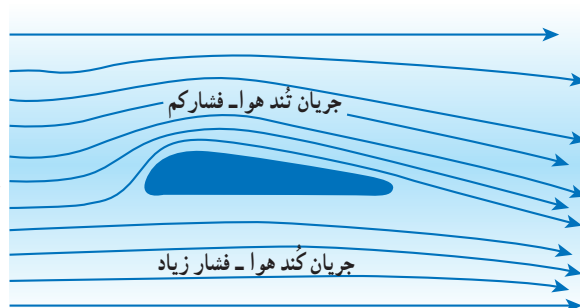 جریان تُند هوا ـ فشارکم
جریان کُند هوا ـ فشار زیاد